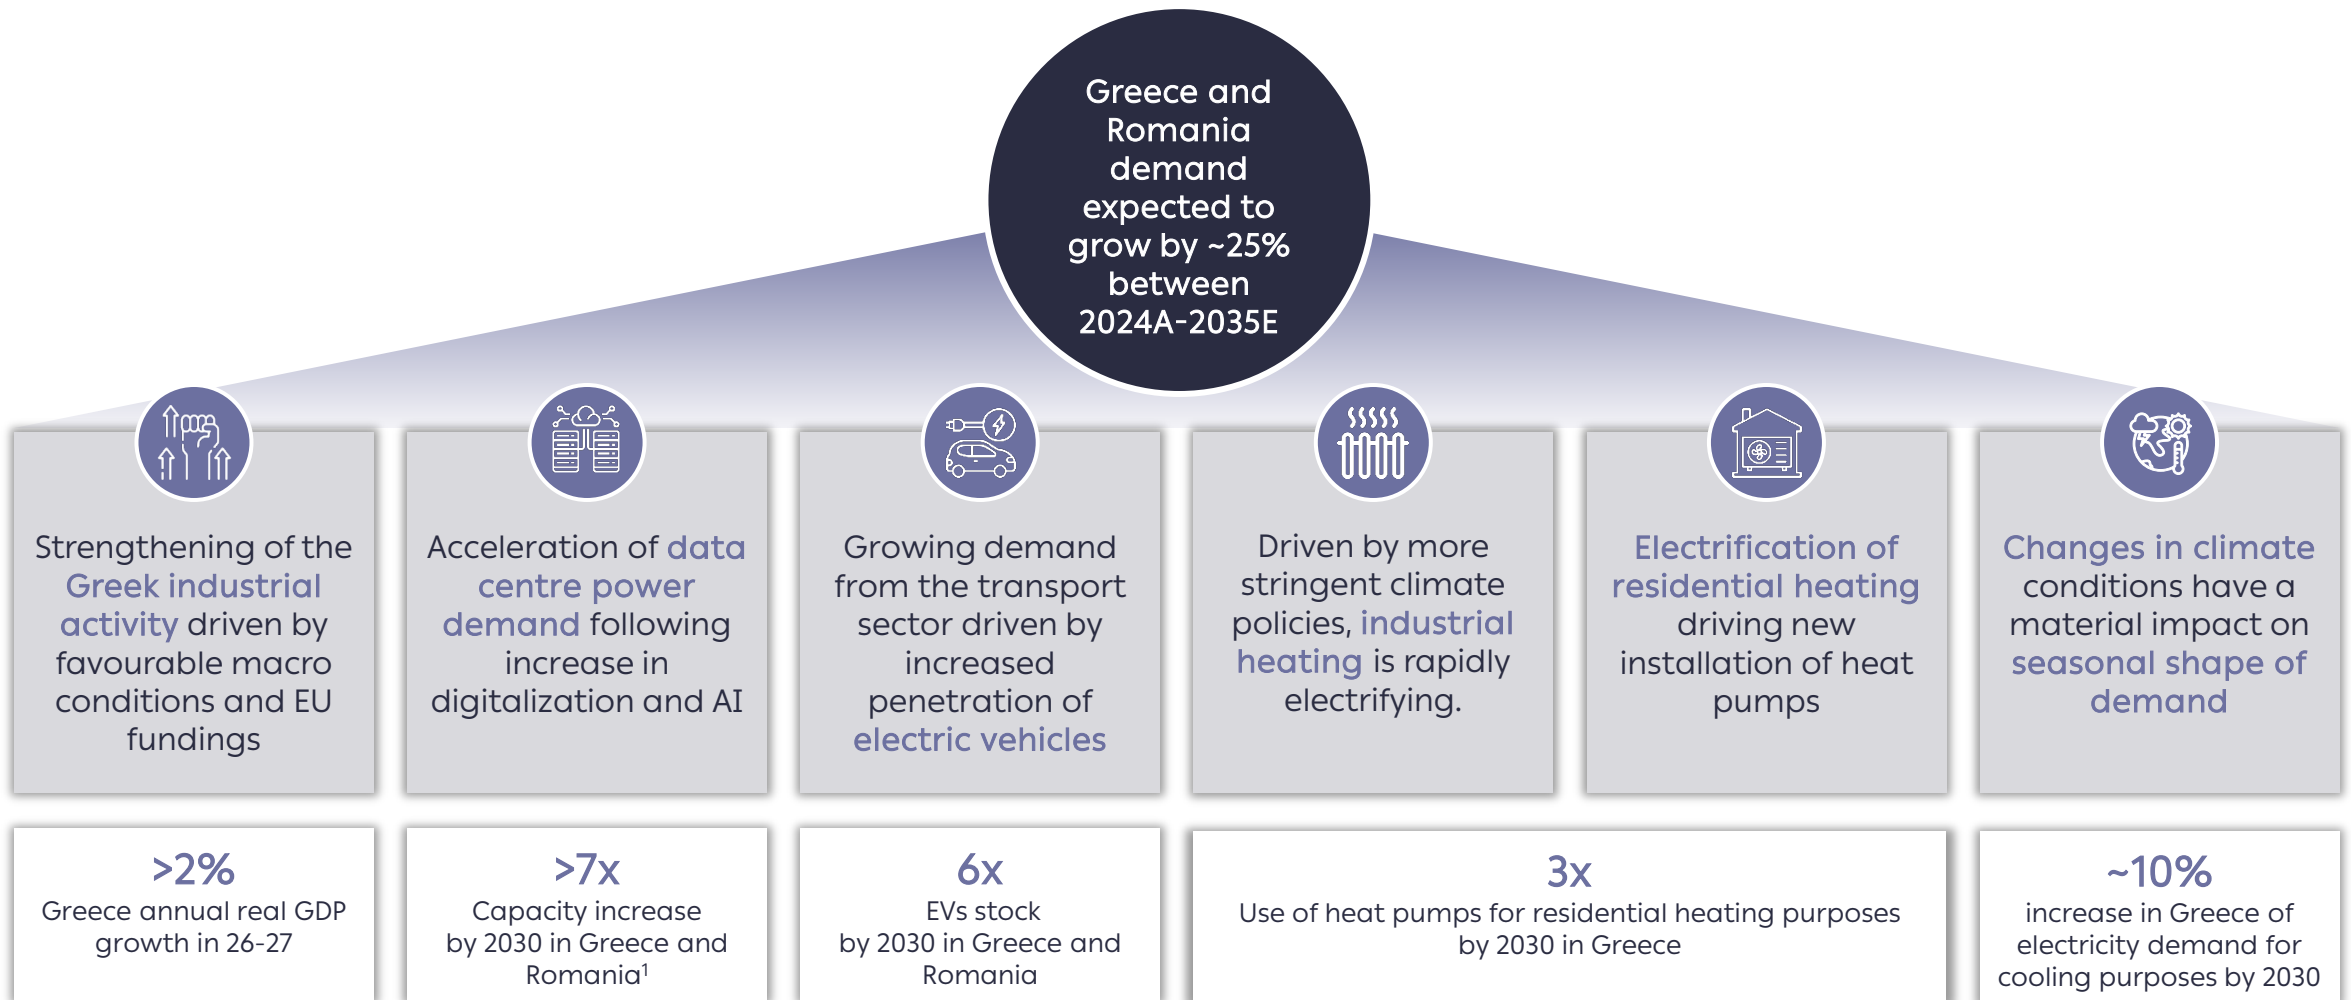 Greece and
Romania
demand
expected to
grow by ~25%
between
2024A-2035E
Strengthening of the
Greek industrial
activity driven by
favourable macro
conditions and EU
fundings
Acceleration of data
centre power
demand following
increase in
digitalization and AI
Growing demand
from the transport
sector driven by
increased
penetration of
electric vehicles
Driven by more
stringent climate
policies, industrial
heating is rapidly
electrifying.
Electrification of
residential heating
driving new
installation of heat
pumps
Changes in climate
conditions have a
material impact on
seasonal shape of
demand
>2%
Greece annual real GDP
growth in 26-27
>7x
Capacity increase
by 2030 in Greece and
Romania¹
6x
EVs stock
by 2030 in Greece and
Romania
3x
Use of heat pumps for residential heating purposes
by 2030 in Greece
~10%
increase in Greece of
electricity demand for
cooling purposes by 2030